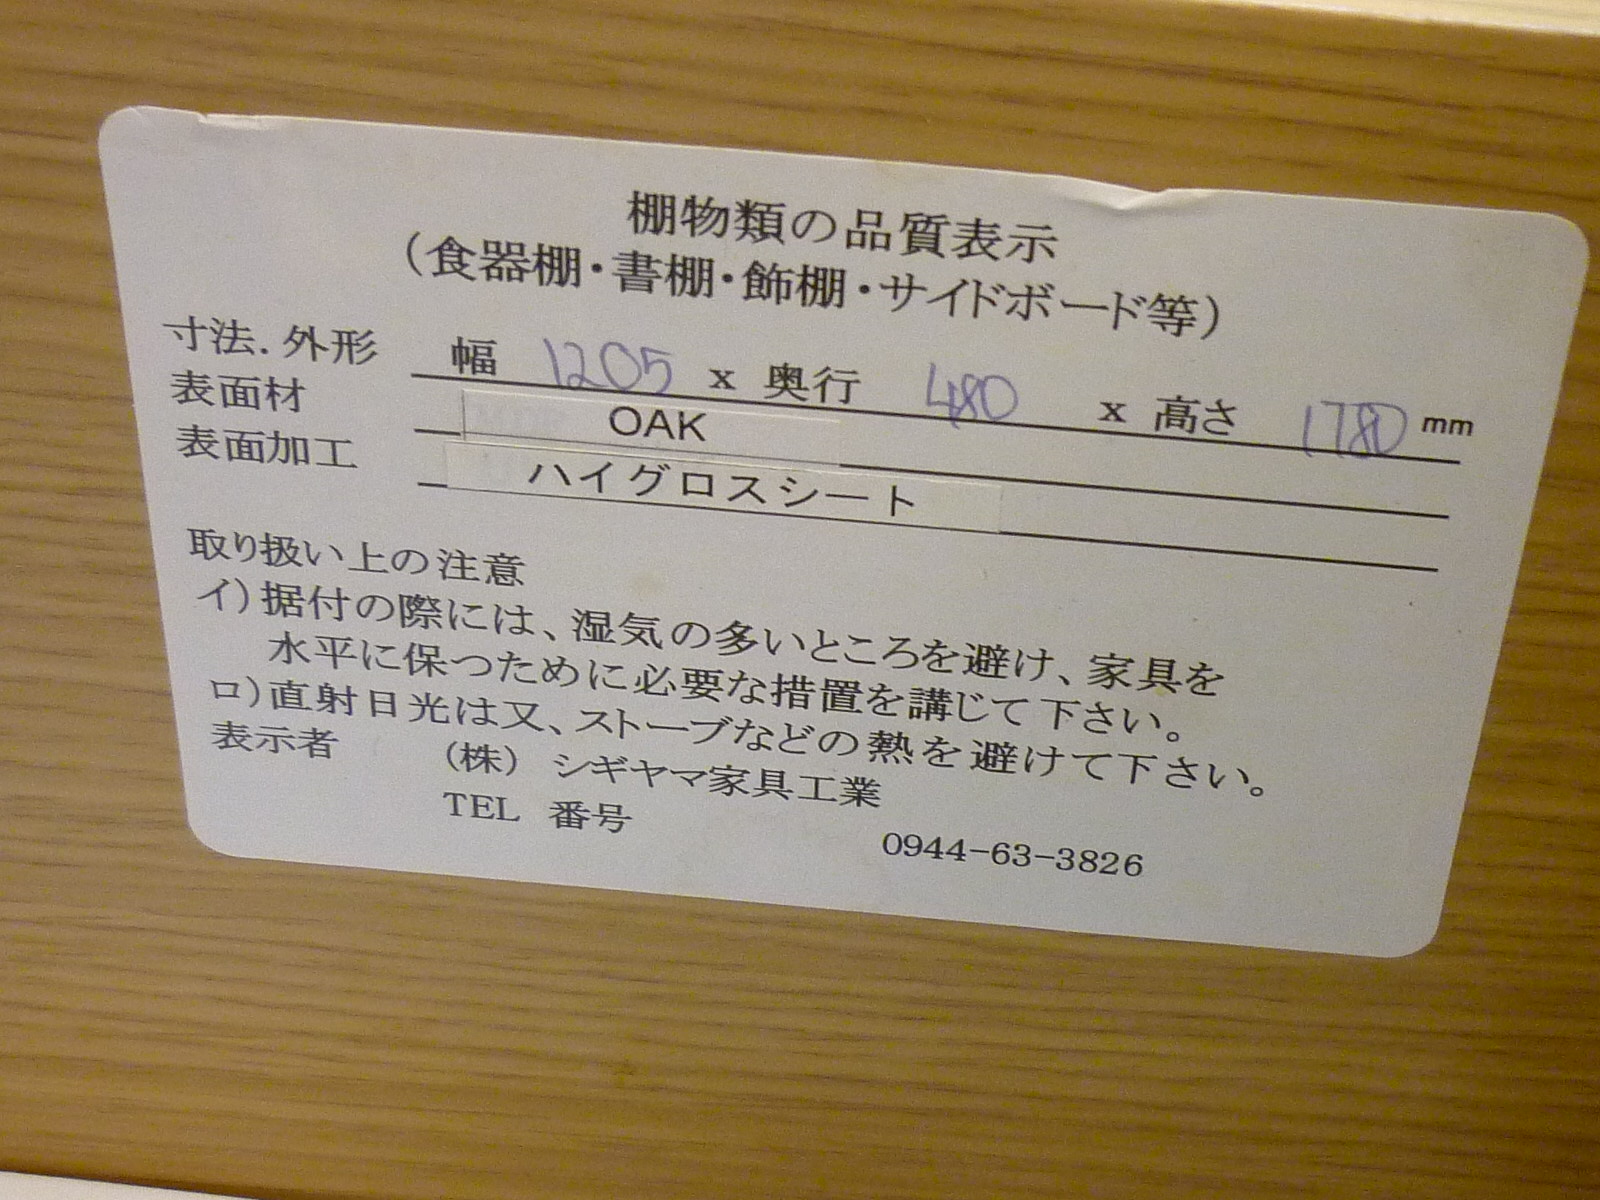 棚物類の品質表示
（食器棚・書棚・飾棚・サイドボード等）
寸法．外形 幅 1205 x 奥行 480 x 高さ 1780 mm
表面材 OAK
表面加工 ハイグロスシート
取り扱い上の注意
イ）据付の際には、湿気の多いところを避け、家具を
水平に保つために必要な措置を講じて下さい。
ロ）直射日光は又、ストーブなどの熱を避けて下さい。
表示者 （株） シギヤマ家具工業
TEL 番号 0944-63-3826